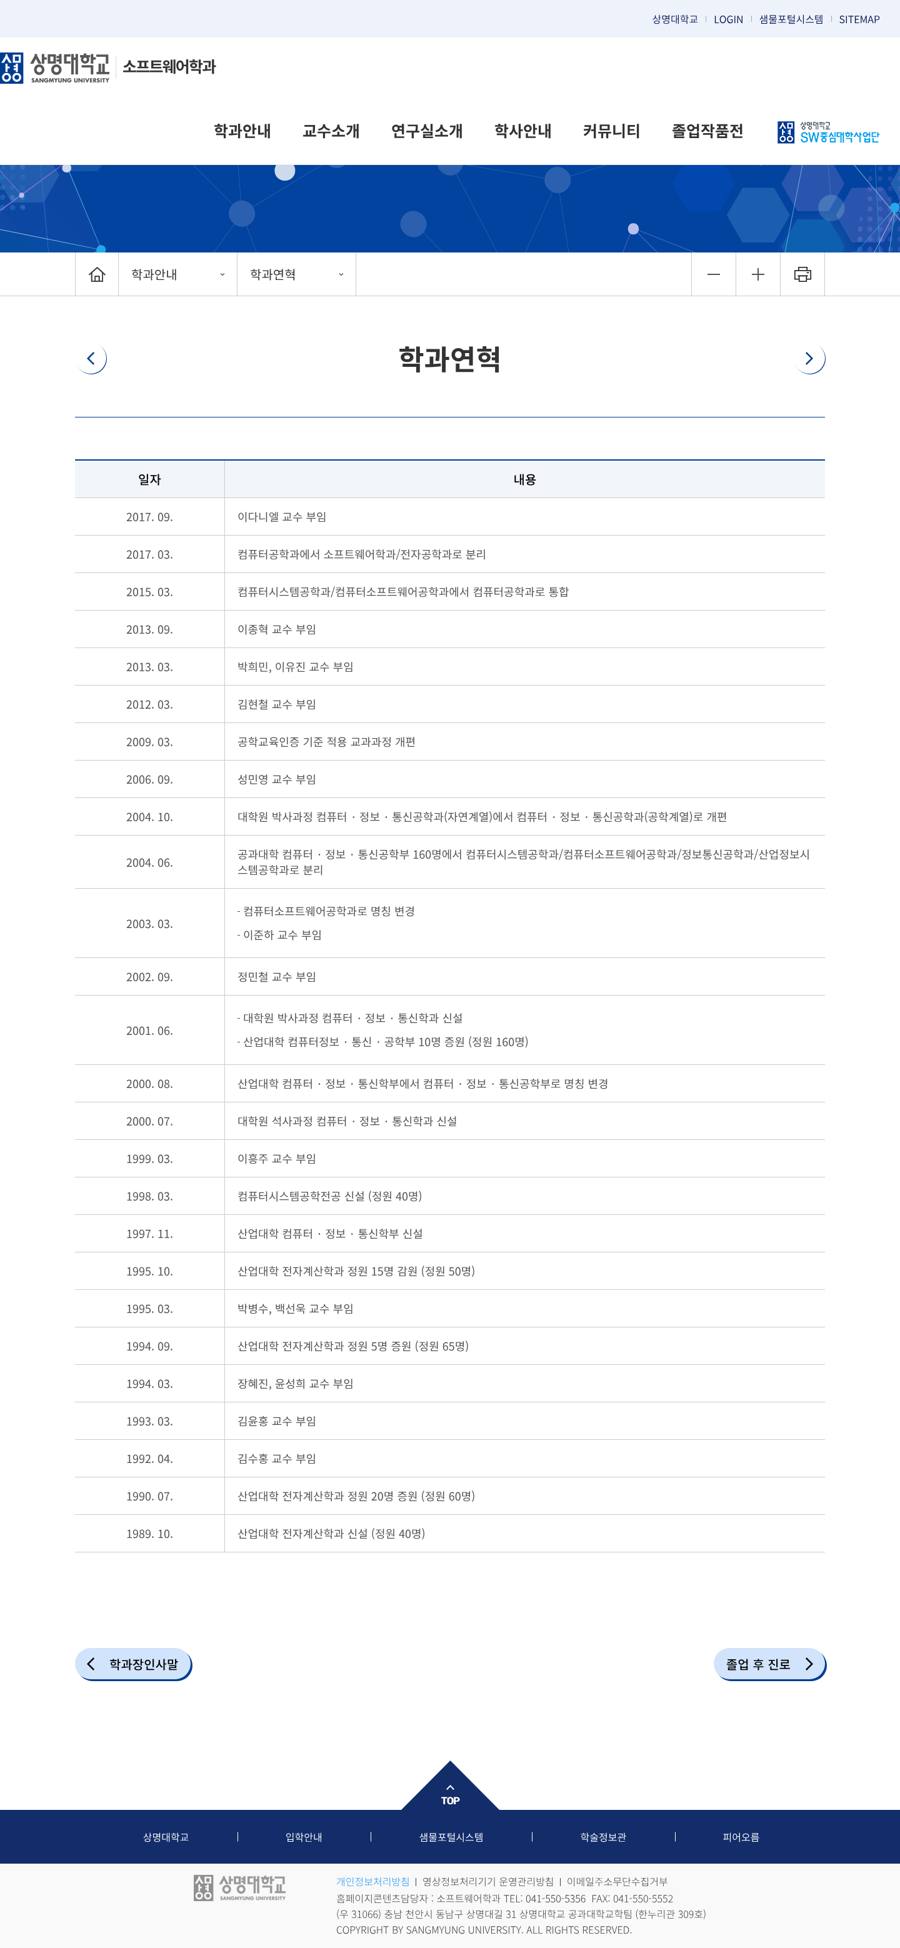 상명대학교 LOGIN 샘물포털시스템 SITEMAP
상명대학교 소프트웨어학과
SANGMYUNG UNIVERSITY
학과안내 교수소개 연구실소개 학사안내 커뮤니티 졸업작품전 상명대학교
SW중심대학사업단
학과안내 학과연혁
학과연혁
일자 내용
2017. 09. 이다니엘 교수 부임
2017. 03. 컴퓨터공학과에서 소프트웨어학과/전자공학과로 분리
2015. 03. 컴퓨터시스템공학과/컴퓨터소프트웨어공학과에서 컴퓨터공학과로 통합
2013. 09. 이종혁 교수 부임
2013. 03. 박희민, 이유진 교수 부임
2012. 03. 김현철 교수 부임
2009. 03. 공학교육인증 기준 적용 교과과정 개편
2006. 09. 성민영 교수 부임
2004. 10. 대학원 박사과정 컴퓨터 · 정보 · 통신공학과(자연계열)에서 컴퓨터 · 정보 · 통신공학과(공학계열)로 개편
2004. 06. 공과대학 컴퓨터 · 정보 · 통신공학부 160명에서 컴퓨터시스템공학과/컴퓨터소프트웨어공학과/정보통신공학과/산업정보시
스템공학과로 분리
2003. 03. - 컴퓨터소프트웨어공학과로 명칭 변경
- 이준하 교수 부임
2002. 09. 정민철 교수 부임
2001. 06. - 대학원 박사과정 컴퓨터 · 정보 · 통신학과 신설
- 산업대학 컴퓨터정보 · 통신 · 공학부 10명 증원 (정원 160명)
2000. 08. 산업대학 컴퓨터 · 정보 · 통신학부에서 컴퓨터 · 정보 · 통신공학부로 명칭 변경
2000. 07. 대학원 석사과정 컴퓨터 · 정보 · 통신학과 신설
1999. 03. 이흥주 교수 부임
1998. 03. 컴퓨터시스템공학전공 신설 (정원 40명)
1997. 11. 산업대학 컴퓨터 · 정보 · 통신학부 신설
1995. 10. 산업대학 전자계산학과 정원 15명 감원 (정원 50명)
1995. 03. 박병수, 백선욱 교수 부임
1994. 09. 산업대학 전자계산학과 정원 5명 증원 (정원 65명)
1994. 03. 장혜진, 윤성희 교수 부임
1993. 03. 김윤홍 교수 부임
1992. 04. 김수홍 교수 부임
1990. 07. 산업대학 전자계산학과 정원 20명 증원 (정원 60명)
1989. 10. 산업대학 전자계산학과 신설 (정원 40명)
학과장인사말 졸업 후 진로
TOP
상명대학교 입학안내 샘물포털시스템 학술정보관 피어오름
상명대학교
SANGMYUNG UNIVERSITY
개인정보처리방침 | 영상정보처리기기 운영관리방침 | 이메일주소무단수집거부
홈페이지콘텐츠담당자 : 소프트웨어학과 TEL: 041-550-5356 FAX: 041-550-5552
(우 31066) 충남 천안시 동남구 상명대길 31 상명대학교 공과대학교학팀 (한누리관 309호)
COPYRIGHT BY SANGMYUNG UNIVERSITY. ALL RIGHTS RESERVED.